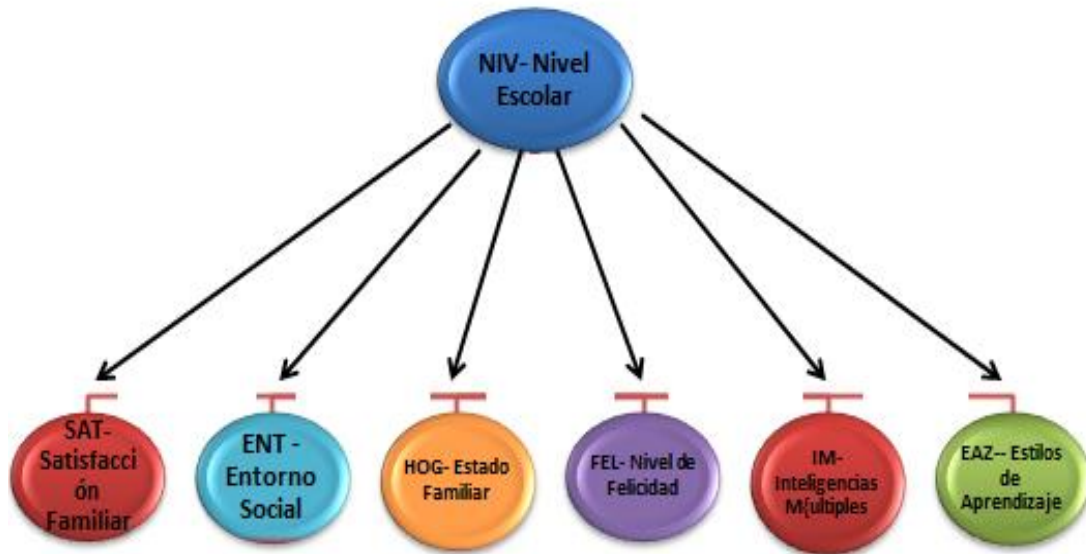 NIV- Nivel
Escolar
SAT-
Satisfacci
ón
Familiar
ENT -
Entorno
Social
HOG- Estado
Familiar
FEL- Nivel de
Felicidad
IM-
Inteligencias
M{ultiples
EAZ-- Estilos
de
Aprendizaje